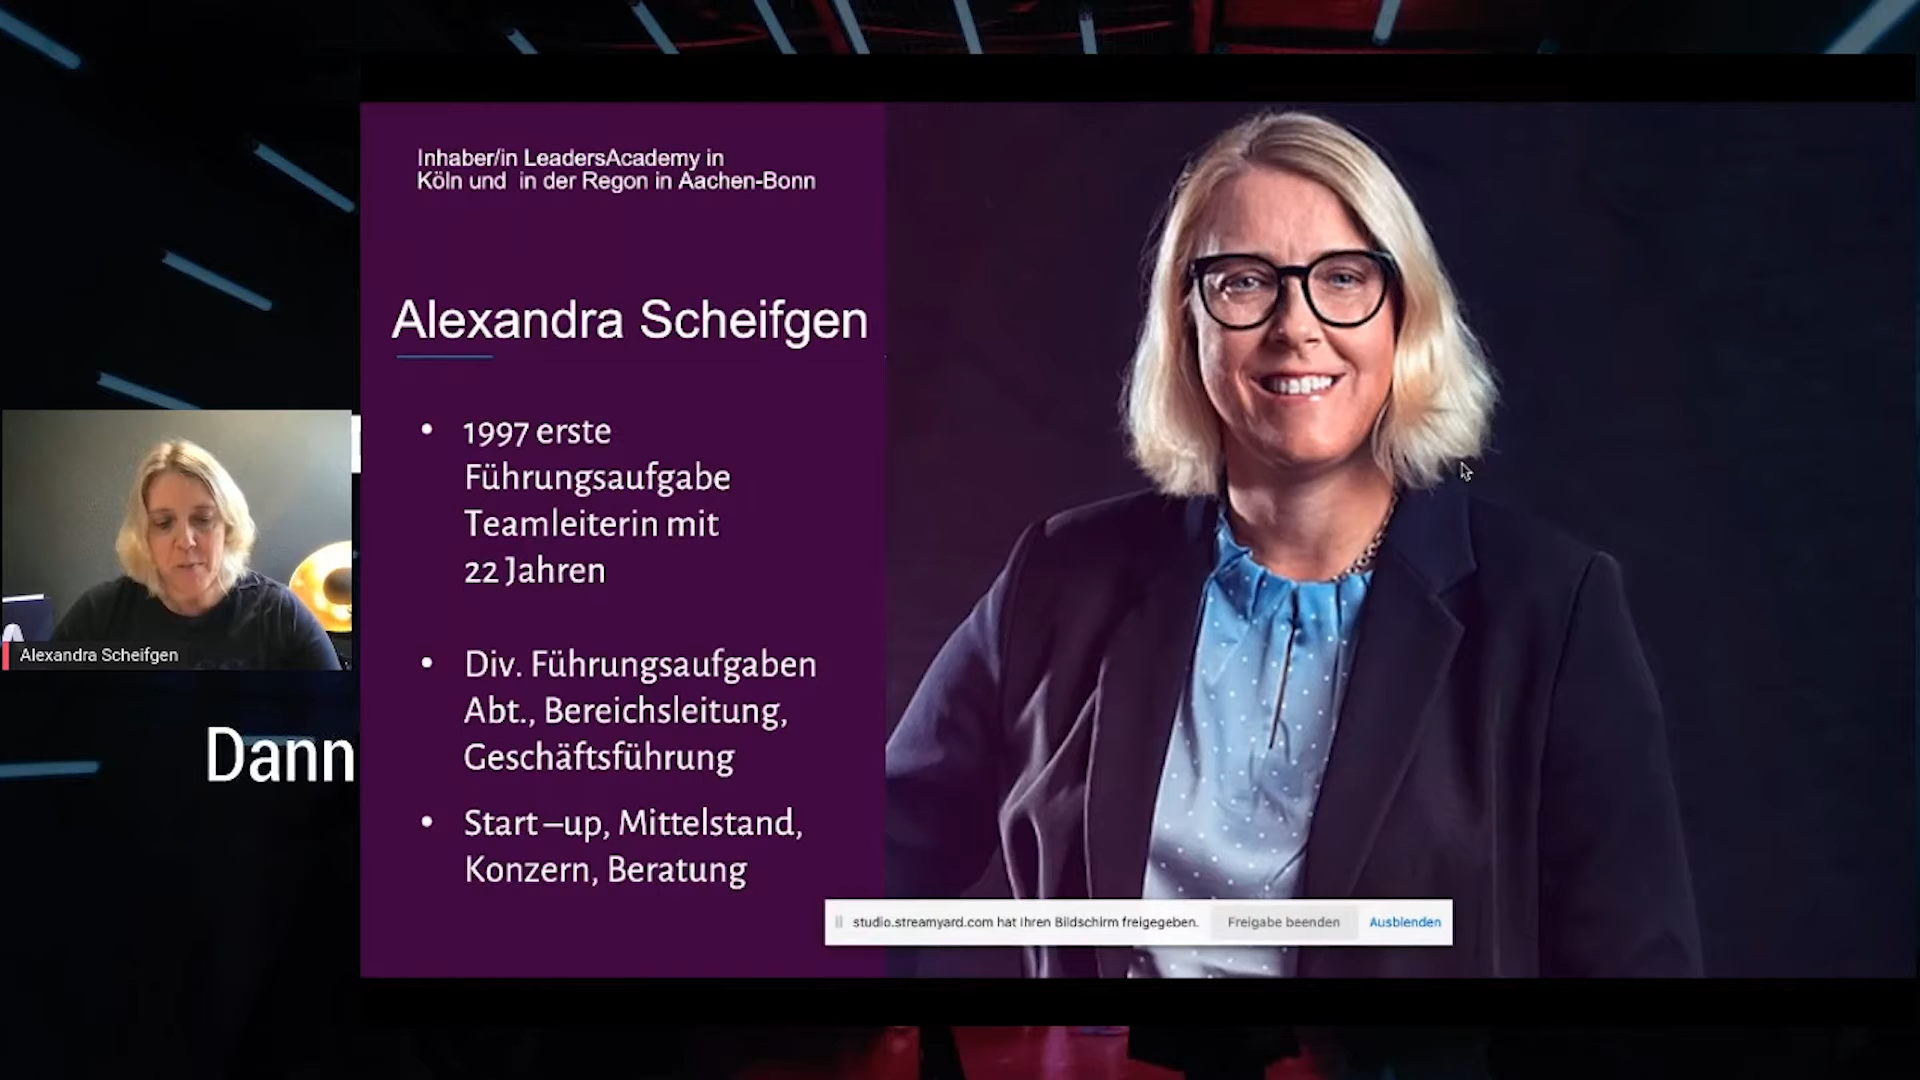 Inhaber/in LeadersAcademy in
Köln und  in der Regon in Aachen-Bonn
Alexandra Scheifgen
• 1997 erste
Führungsaufgabe
Teamleiterin mit
22 Jahren
• Div. Führungsaufgaben
Abt., Bereichsleitung,
Geschäftsführung
• Start–up, Mittelstand,
Konzern, Beratung
Alexandra Scheifgen
Dann
studio.streamyard.com hat Ihren Bildschirm freigegeben.
Freigabe beenden
Ausblenden